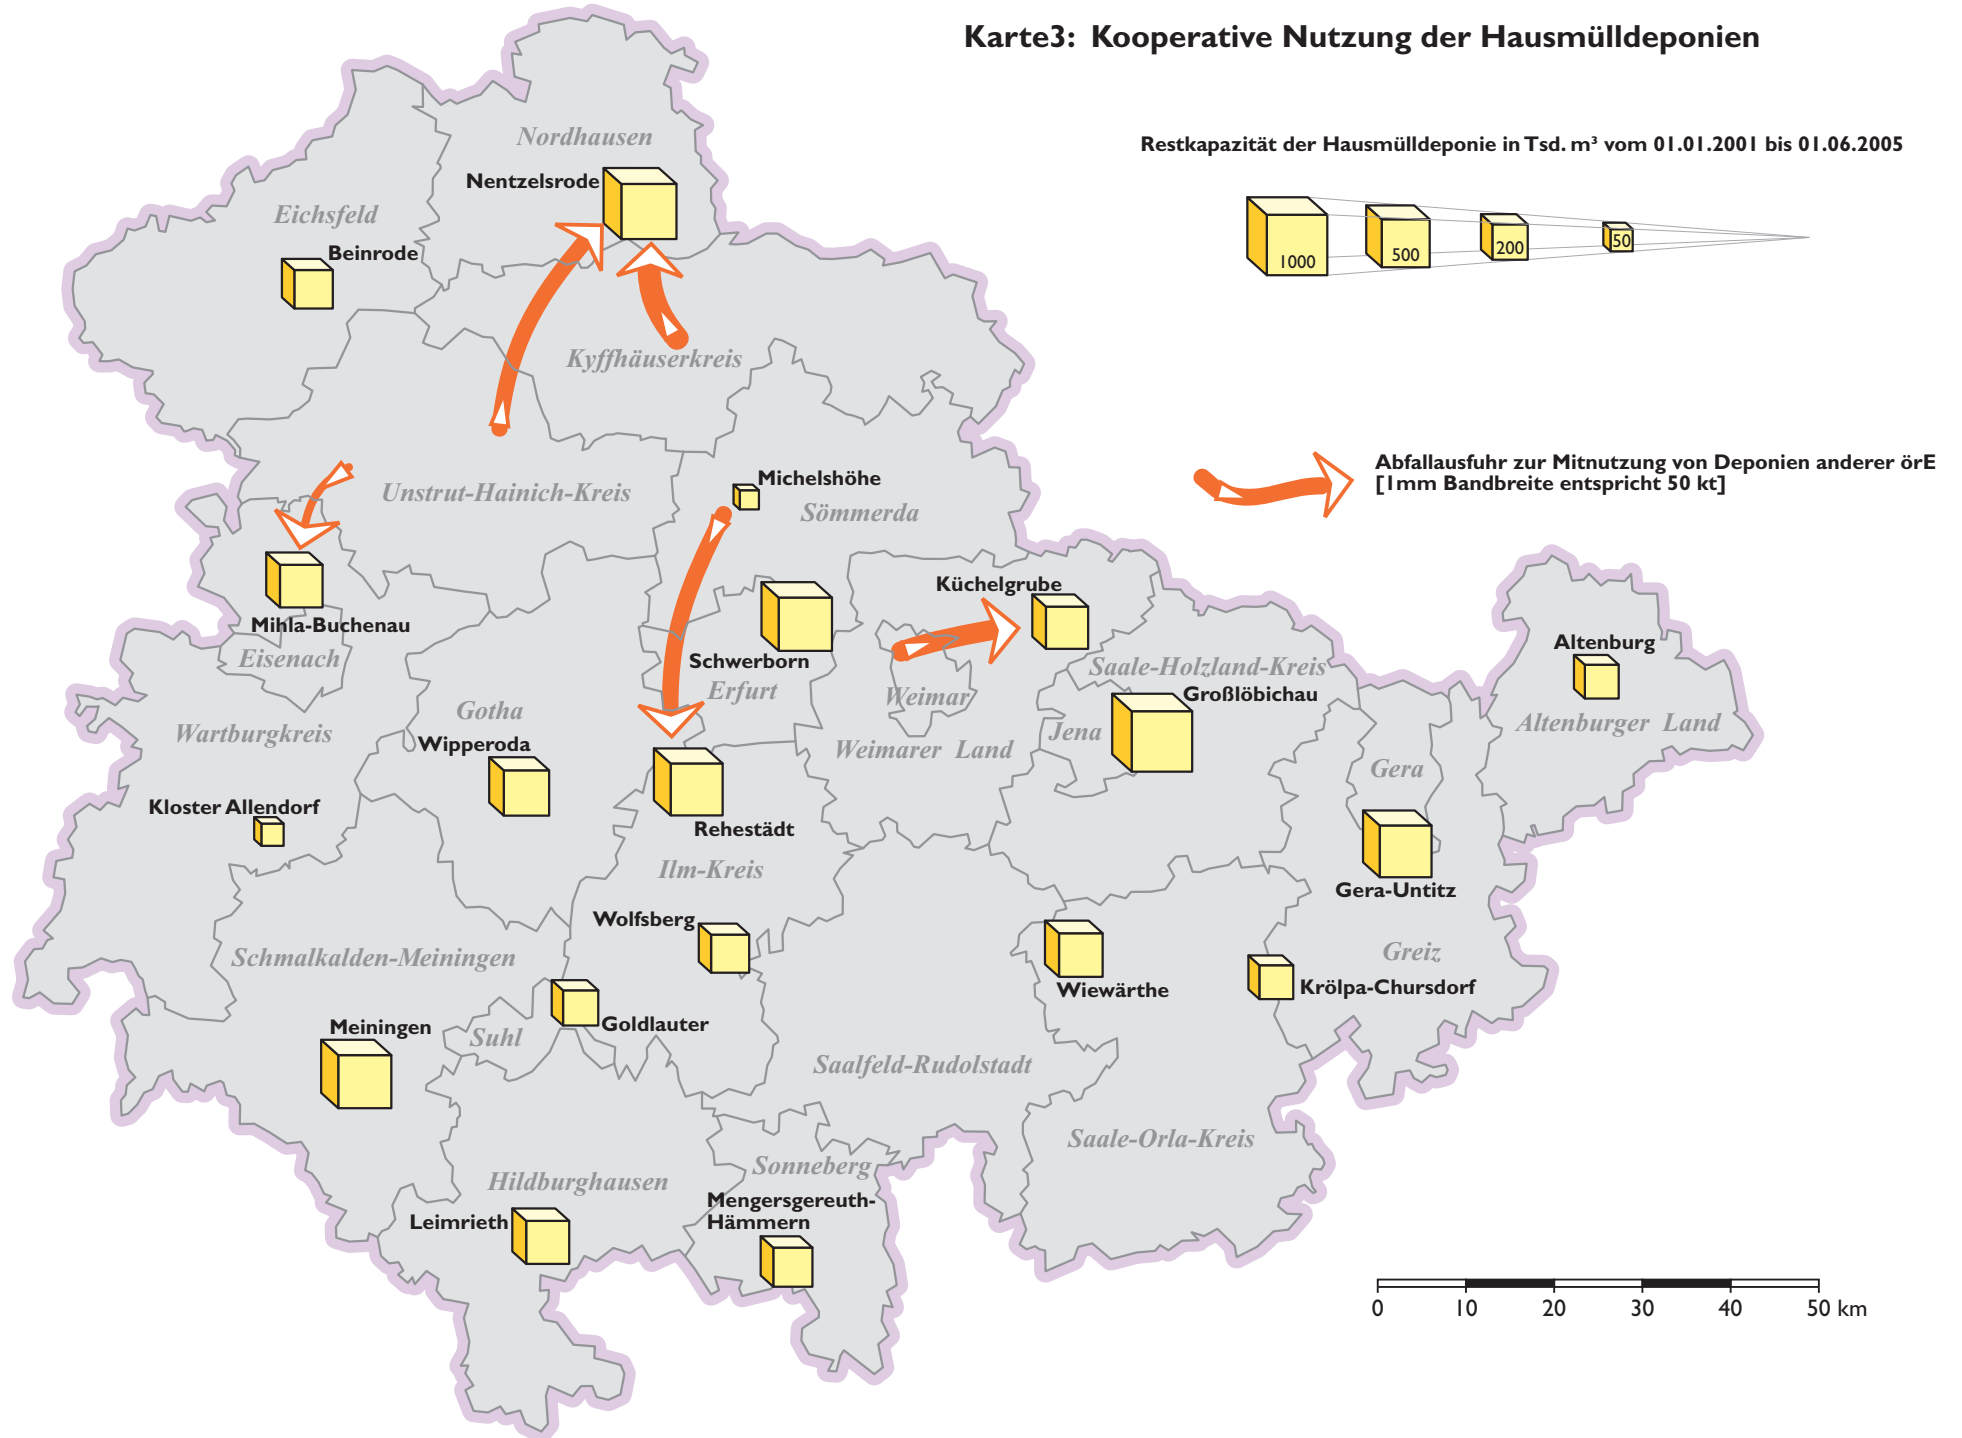 Karte3: Kooperative Nutzung der Hausmülldeponien
Restkapazität der Hausmülldeponie in Tsd. m³ vom 01.01.2001 bis 01.06.2005
1000
500
200
50
Abfallausfuhr zur Mitnutzung von Deponien anderer örE
[1mm Bandbreite entspricht 50 kt]
Nordhausen
Nentzelsrode
Eichsfeld
Beinrode
Kyffhäuserkreis
Unstrut-Hainich-Kreis
Michelshöhe
Sömmerda
Küchelgrube
Mihla-Buchenau
Eisenach
Schwerborn
Erfurt
Weimar
Saale-Holzland-Kreis
Großlöbichau
Altenburg
Altenburger Land
Wartburgkreis
Gotha
Wipperoda
Weimarer Land
Jena
Gera
Kloster Allendorf
Rehestädt
Ilm-Kreis
Gera-Untitz
Wolfsberg
Schmalkalden-Meiningen
Greiz
Wiewärthe
Krölpa-Chursdorf
Meiningen
Suhl
Goldlauter
Saalfeld-Rudolstadt
Saale-Orla-Kreis
Sonneberg
Hildburghausen
Mengersgereuth-
Hämmern
Leimrieth
0 10 20 30 40 50 km